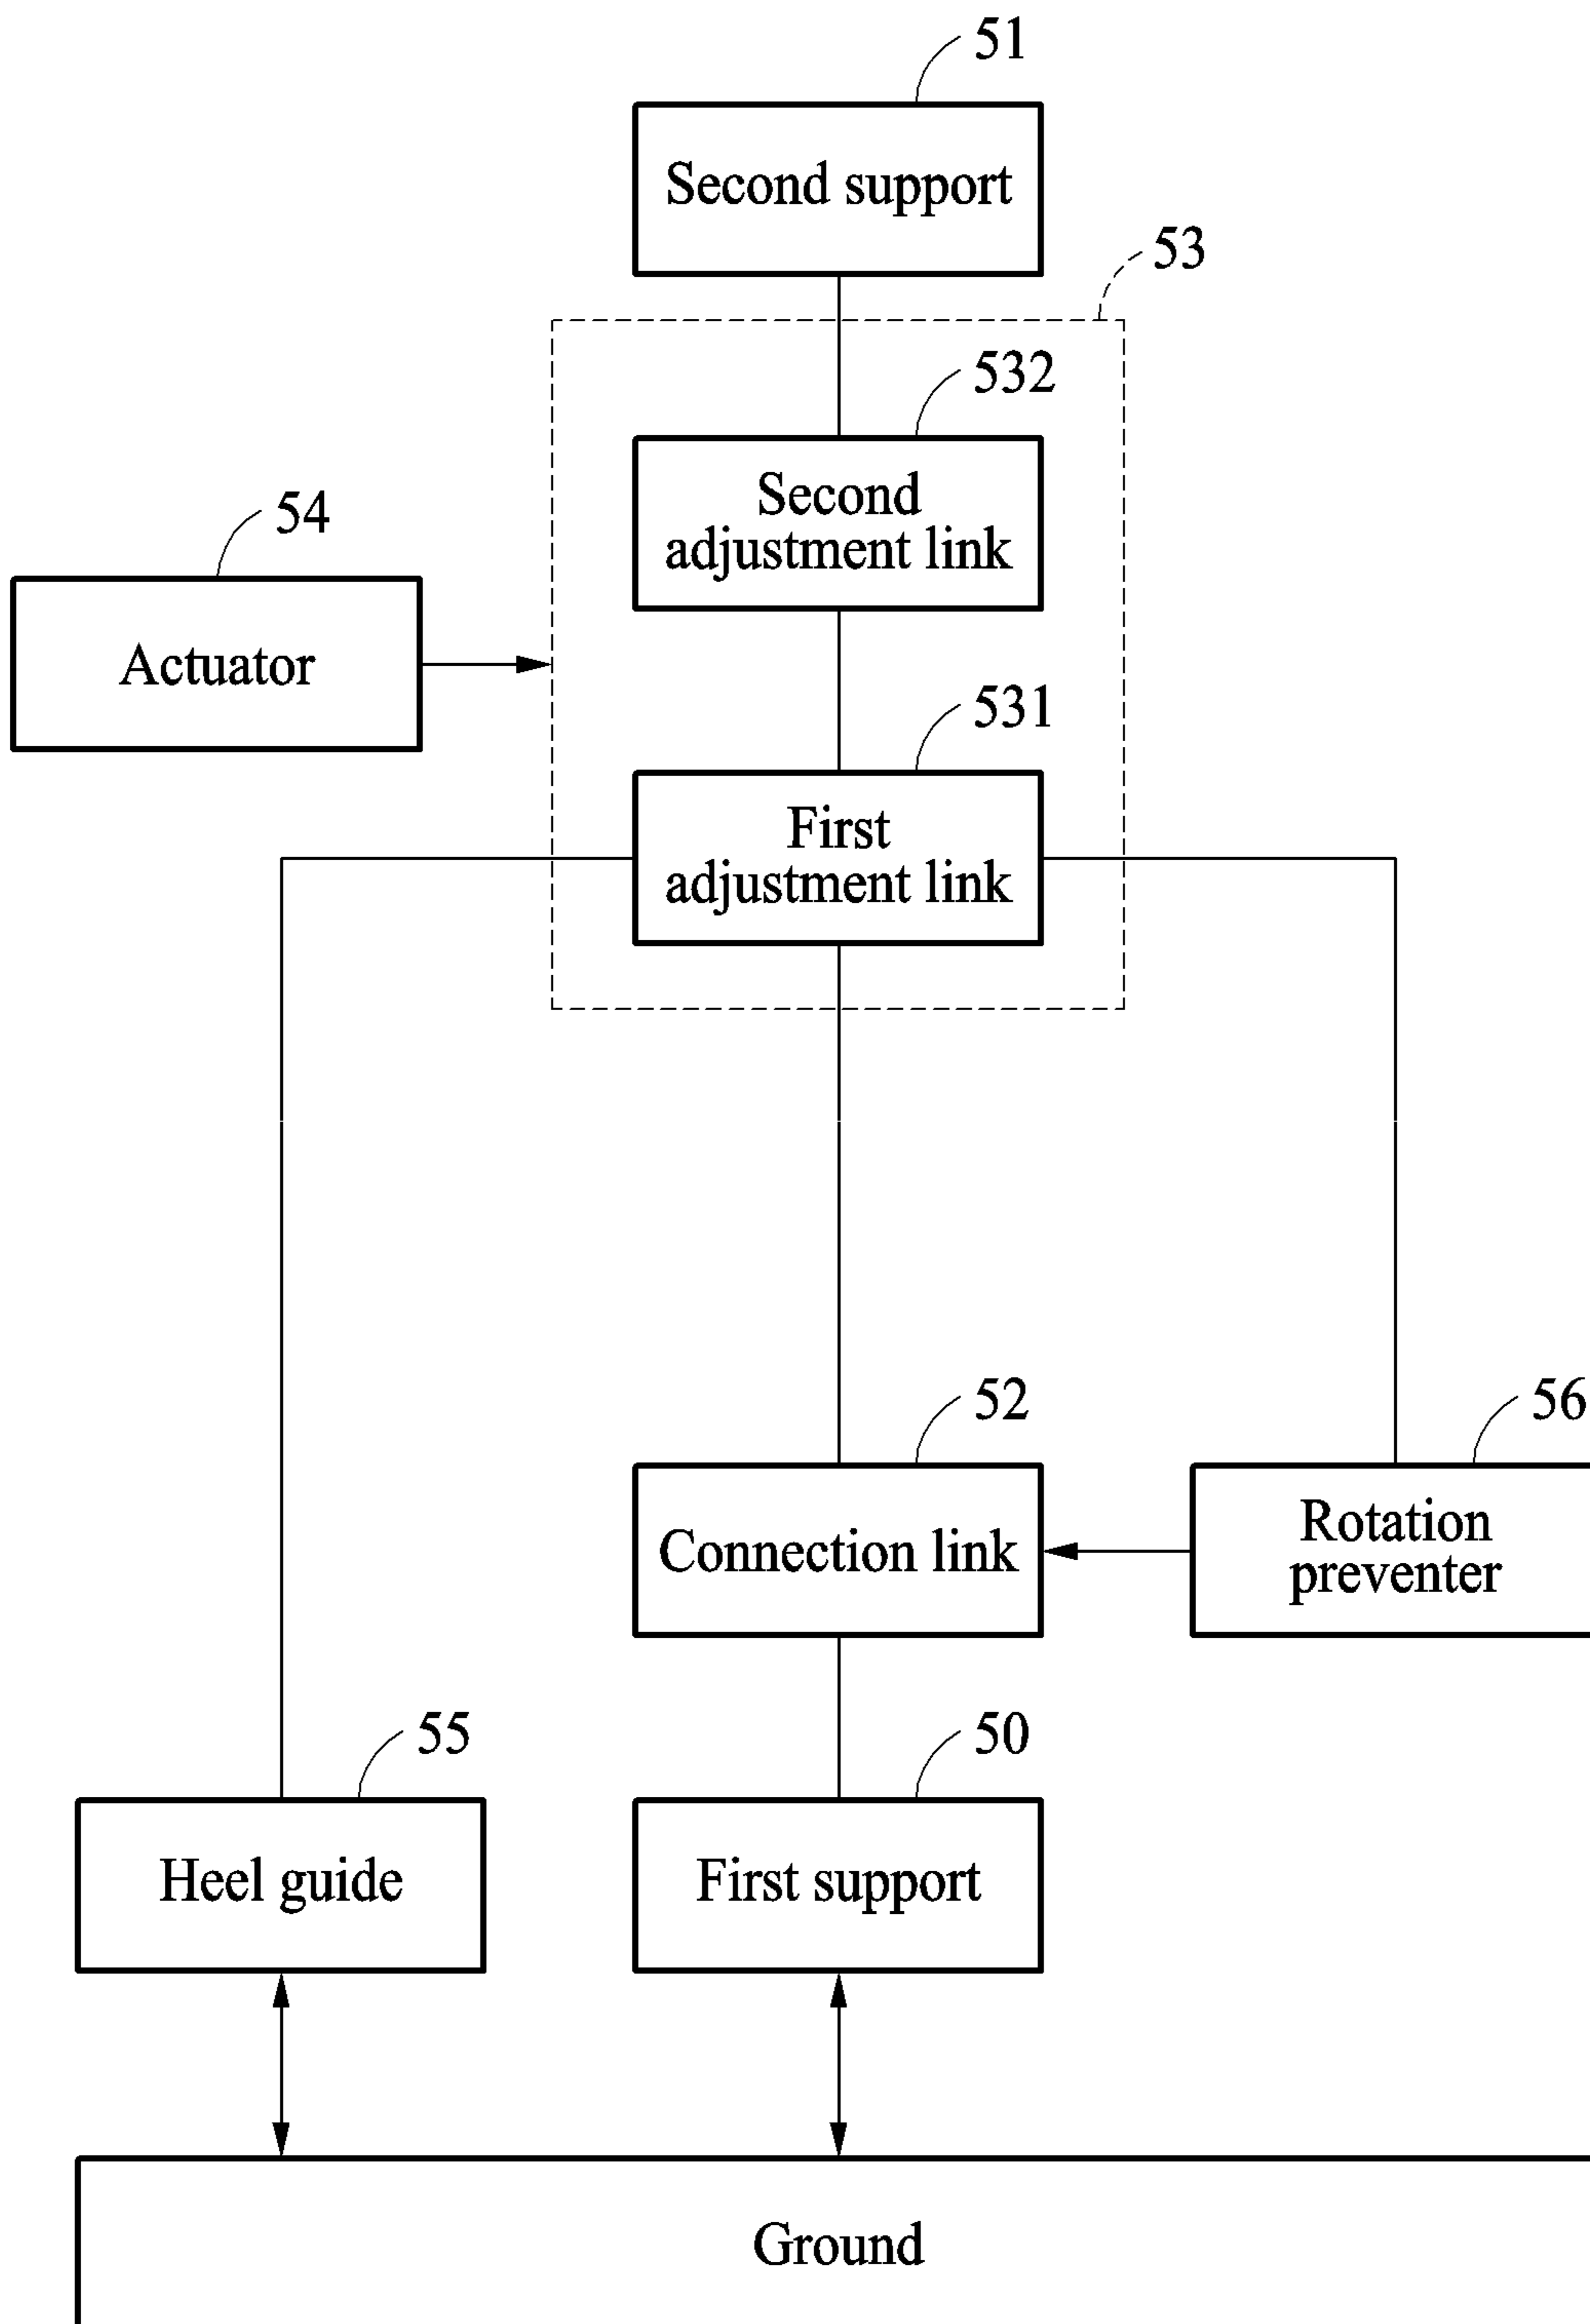 51
Second support
53
532
Second
adjustment link
54
Actuator
531
First
adjustment link
52
Connection link
56
Rotation
preventer
55
Heel guide
50
First support
Ground